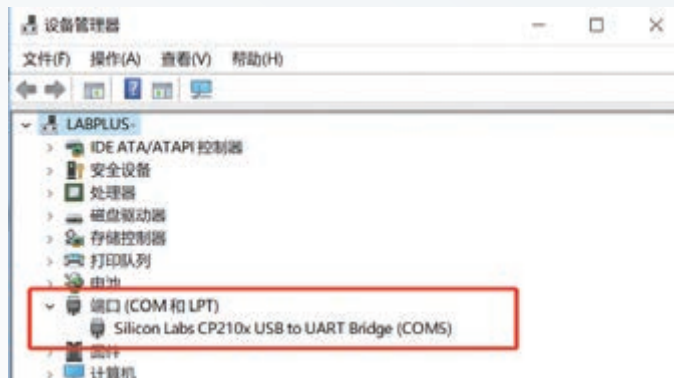 设备管理器
文件(F) 操作(A) 查看(V) 帮助(H)
LABPLUS-
IDE ATA/ATAPI 控制器
安全设备
处理器
磁盘驱动器
存储控制器
打印队列
电池
端口 (COM 和 LPT)
Silicon Labs CP210x USB to UART Bridge (COM5)
固件
计算机